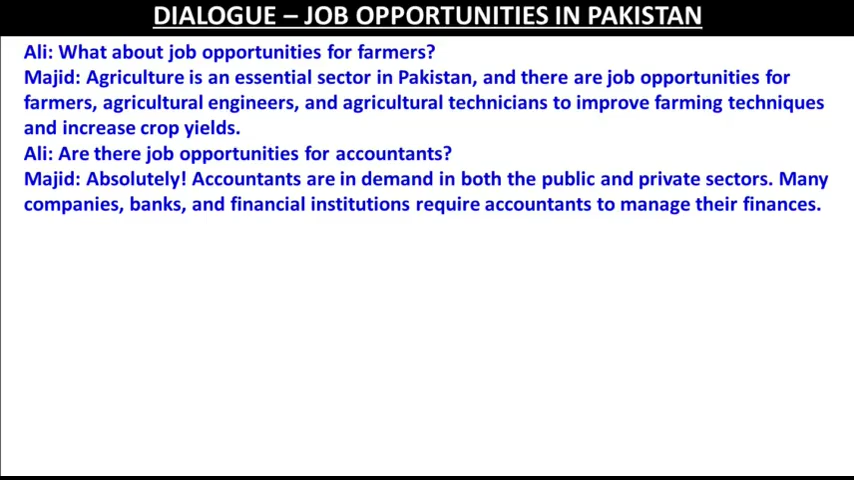 DIALOGUE – JOB OPPORTUNITIES IN PAKISTAN
Ali: What about job opportunities for farmers?
Majid: Agriculture is an essential sector in Pakistan, and there are job opportunities for
farmers, agricultural engineers, and agricultural technicians to improve farming techniques
and increase crop yields.
Ali: Are there job opportunities for accountants?
Majid: Absolutely! Accountants are in demand in both the public and private sectors. Many
companies, banks, and financial institutions require accountants to manage their finances.